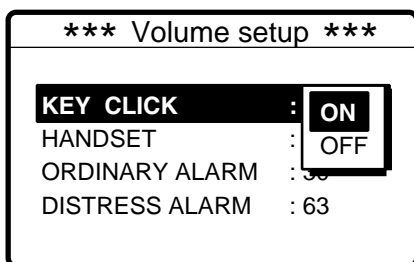 *** Volume setup ***
KEY CLICK : ON
HANDSET : OFF
ORDINARY ALARM :
DISTRESS ALARM : 63